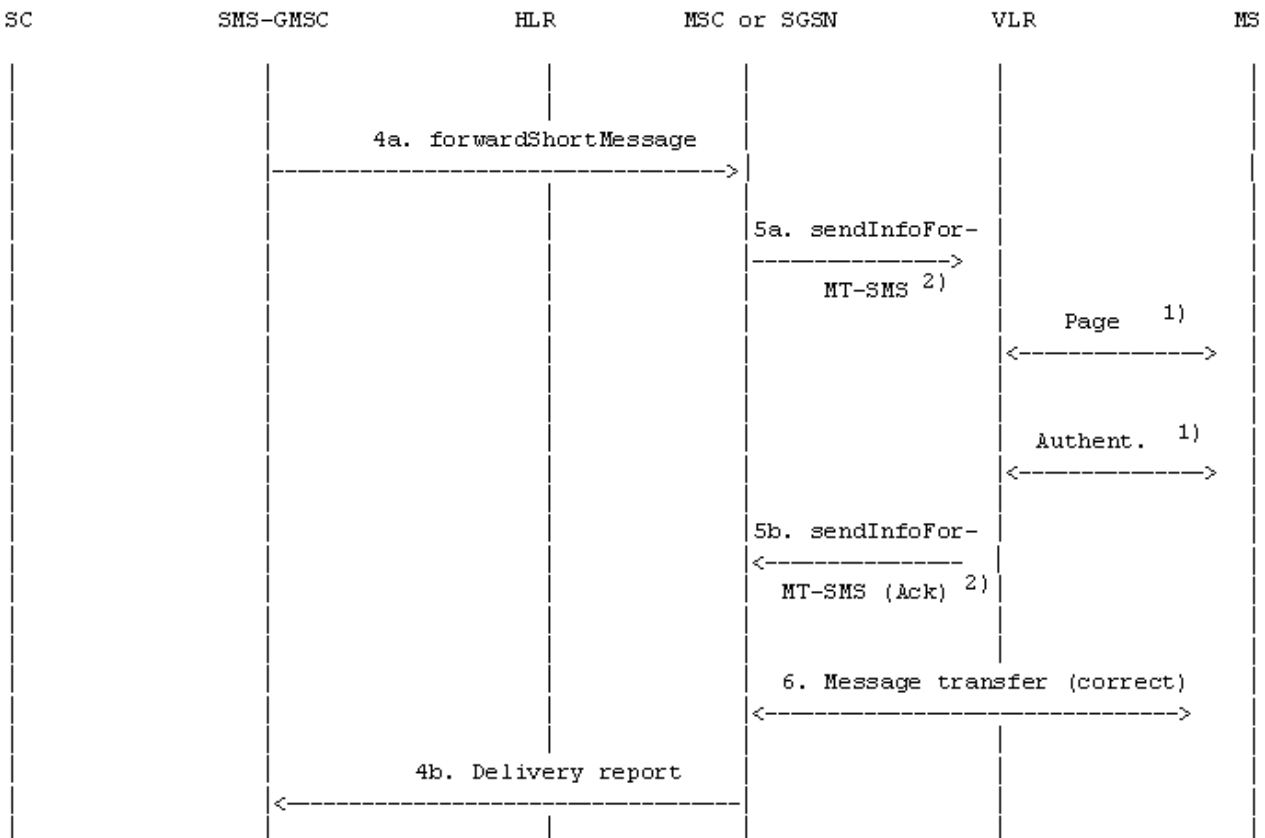 SC SMS-GMSC HLR MSC or SGSN VLR MS
4a. forwardShortMessage
5a. sendInfoFor-
MT-SMS 2)
Page 1)
Authent. 1)
5b. sendInfoFor-
MT-SMS (Ack) 2)
6. Message transfer (correct)
4b. Delivery report